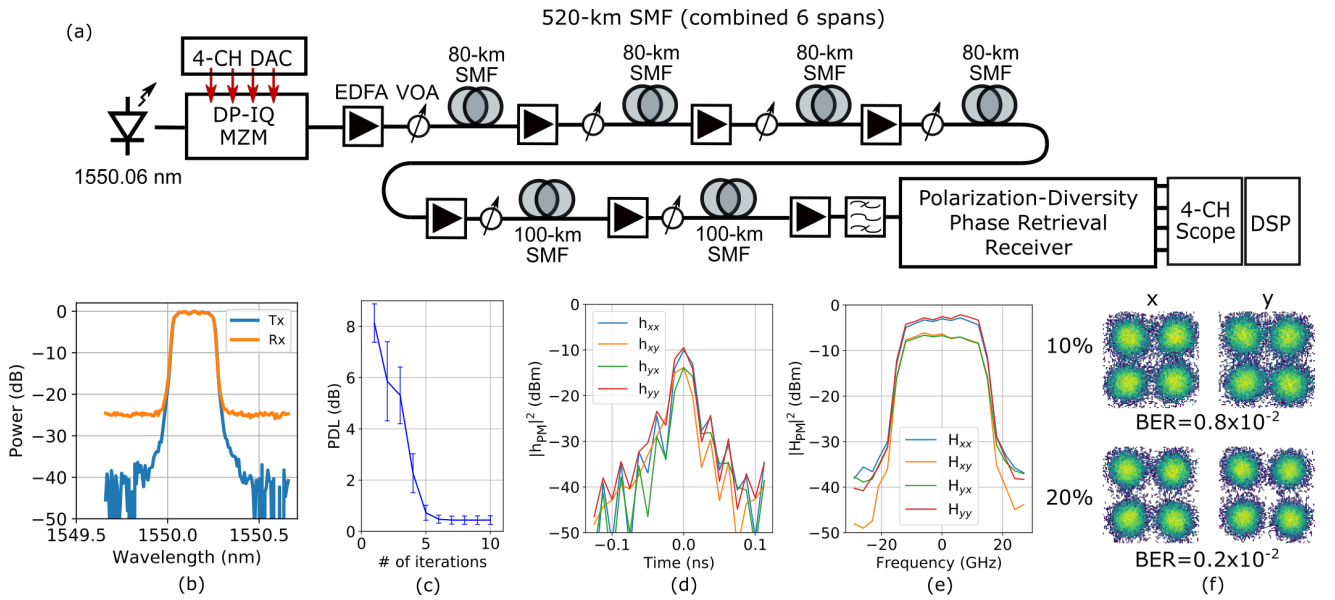 520-km SMF (combined 6 spans)
(a)
4-CH DAC
DP-IQ
MZM
1550.06 nm
EDFA VOA
80-km
SMF
80-km
SMF
80-km
SMF
80-km
SMF
100-km
SMF
100-km
SMF
Polarization-Diversity
Phase Retrieval
Receiver
4-CH
Scope
DSP
Power (dB)
0
−10
−20
−30
−40
−50
1549.5 1550.0 1550.5
Wavelength (nm)
Tx
Rx
(b)
PDL (dB)
8
6
4
2
0
0 5 10
# of iterations
(c)
|h_PM|² (dBm)
0
−10
−20
−30
−40
−50
−0.1 0.0 0.1
Time (ns)
h_xx
h_xy
h_yx
h_yy
(d)
|H_PM|² (dBm)
0
−10
−20
−30
−40
−50
−20 0 20
Frequency (GHz)
H_xx
H_xy
H_yx
H_yy
(e)
x y
10%
BER=0.8x10⁻²
20%
BER=0.2x10⁻²
(f)